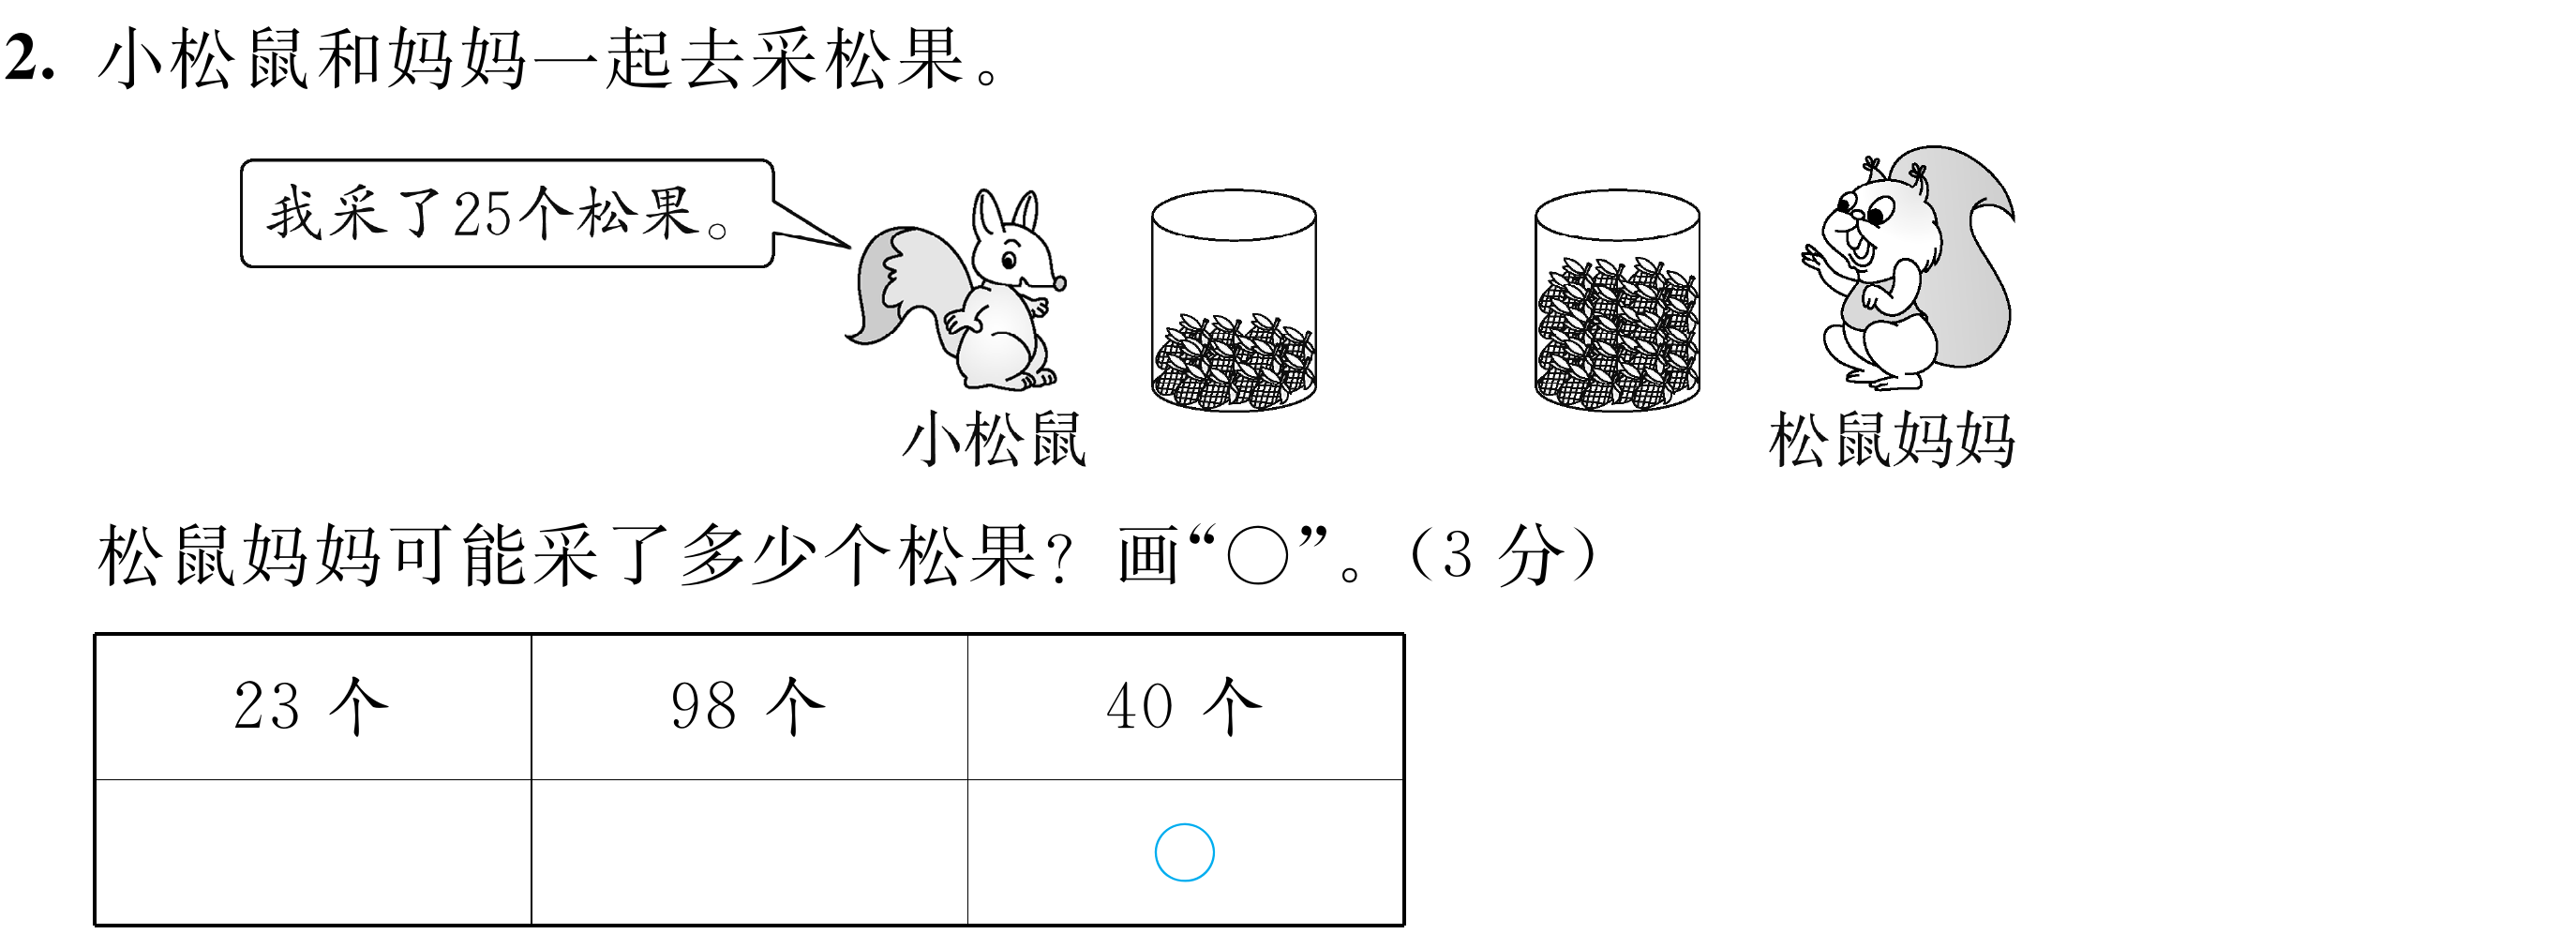 2. 小松鼠和妈妈一起去采松果。
我采了25个松果。
小松鼠
松鼠妈妈
松鼠妈妈可能采了多少个松果？画“○”。（3 分）
23 个 98 个 40 个
○